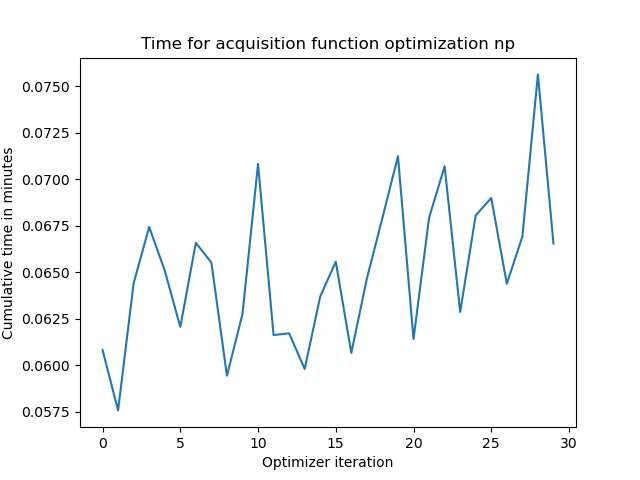 Time for acquisition function optimization np
0.0750
0.0725
0.0700
0.0675
0.0650
0.0625
0.0600
0.0575
Cumulative time in minutes
0 5 10 15 20 25 30
Optimizer iteration